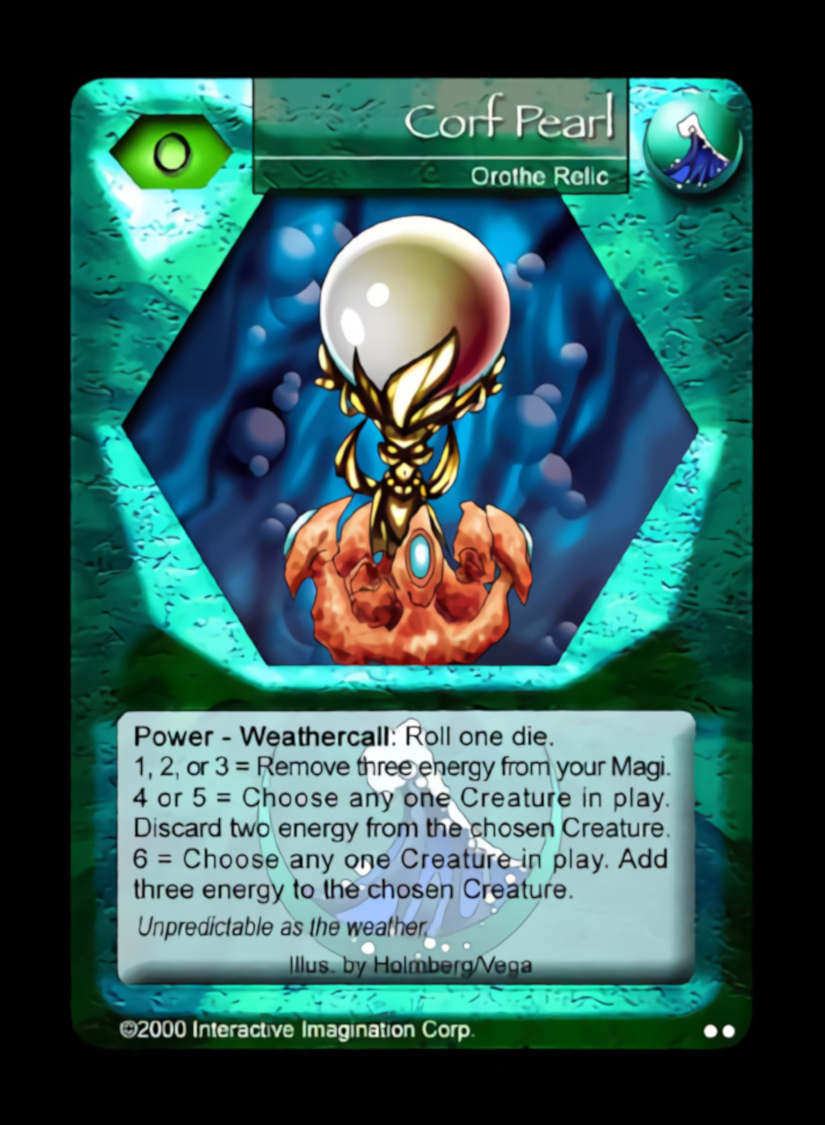 0
Corf Pearl
Orothe Relic
Power - Weathercall: Roll one die.
1, 2, or 3 = Remove three energy from your Magi.
4 or 5 = Choose any one Creature in play.
Discard two energy from the chosen Creature.
6 = Choose any one Creature in play. Add
three energy to the chosen Creature.
Unpredictable as the weather.
Illus. by Holmberg/Vega
©2000 Interactive Imagination Corp.